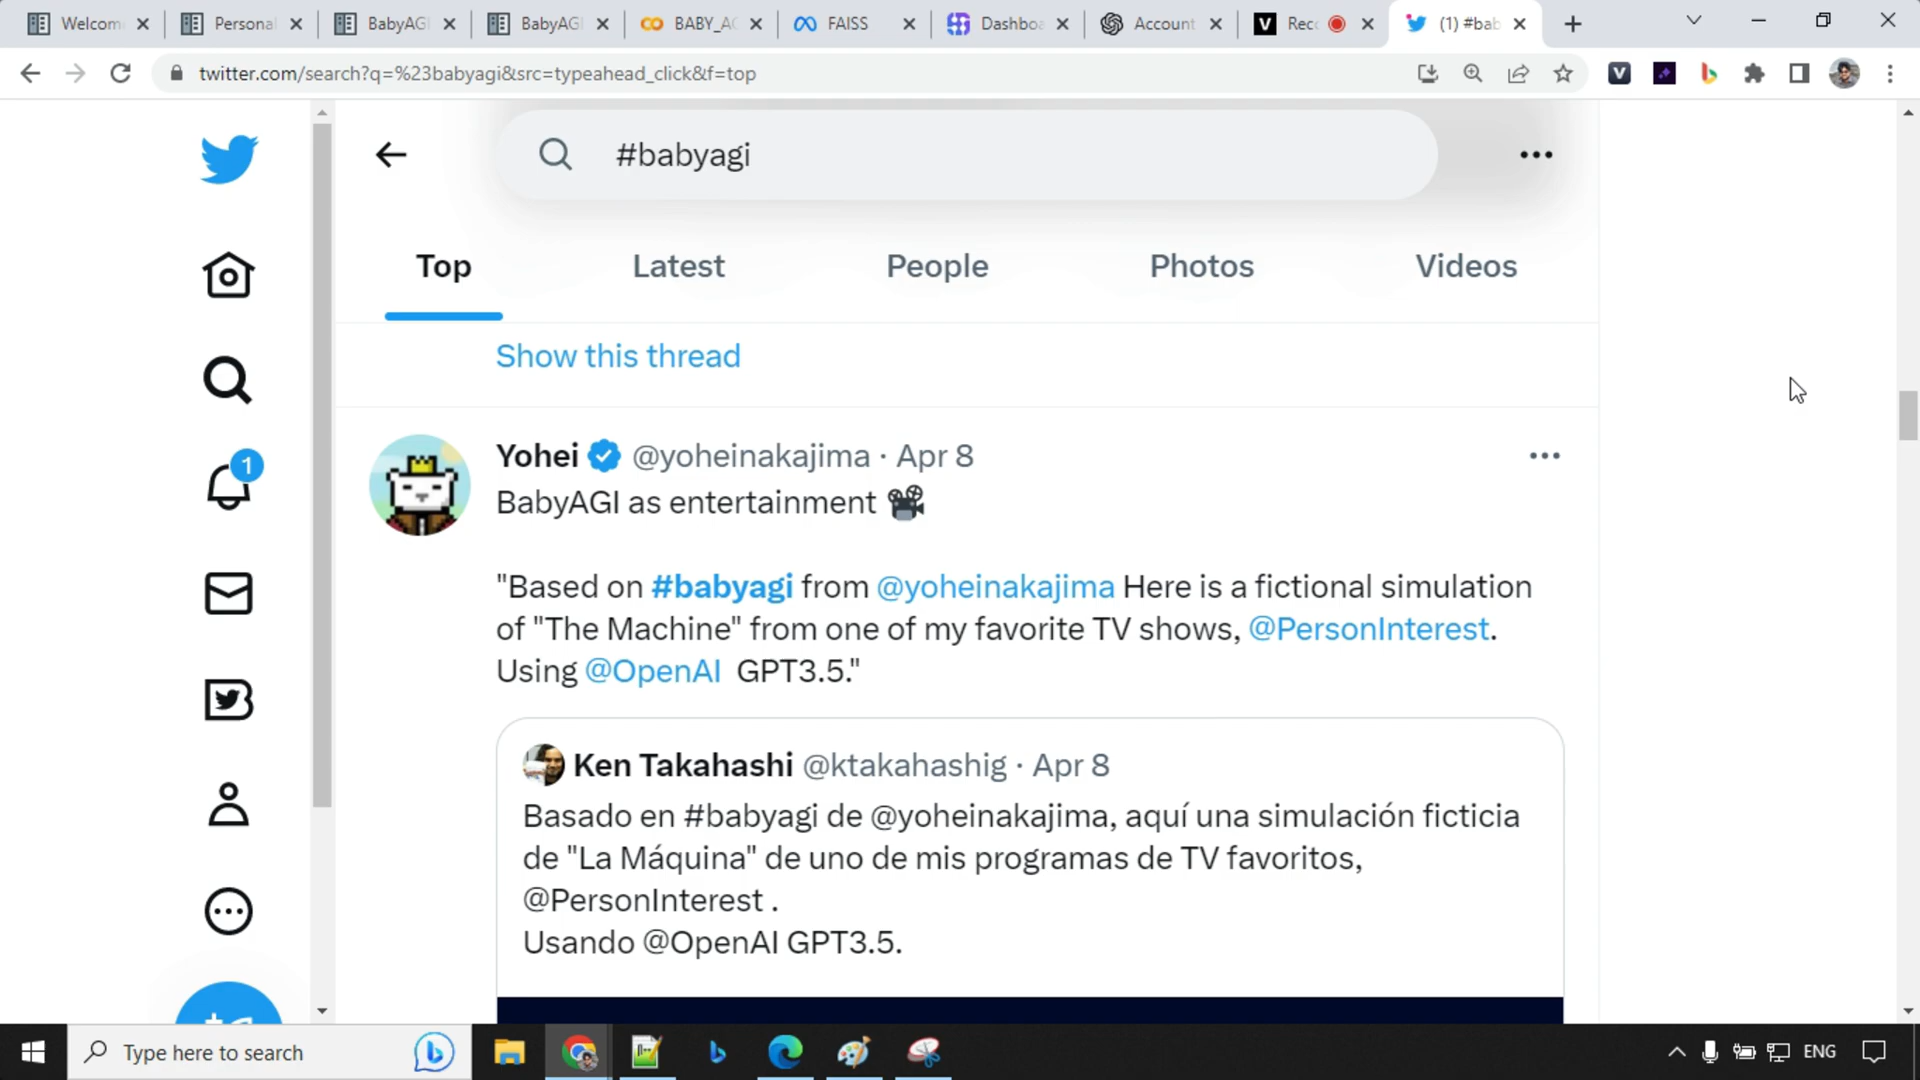 Welcom
Personal
BabyAGI
BabyAGI
BABY_AG
FAISS
Dashboa
Account
Rec
(1) #bab
twitter.com/search?q=%23babyagi&src=typeahead_click&f=top
#babyagi
Top
Latest
People
Photos
Videos
Show this thread
Yohei @yoheinakajima · Apr 8
BabyAGI as entertainment
"Based on #babyagi from @yoheinakajima Here is a fictional simulation
of "The Machine" from one of my favorite TV shows, @PersonInterest.
Using @OpenAI GPT3.5."
Ken Takahashi @ktakahashig · Apr 8
Basado en #babyagi de @yoheinakajima, aquí una simulación ficticia
de "La Máquina" de uno de mis programas de TV favoritos,
@PersonInterest .
Usando @OpenAI GPT3.5.
1
Type here to search
ENG